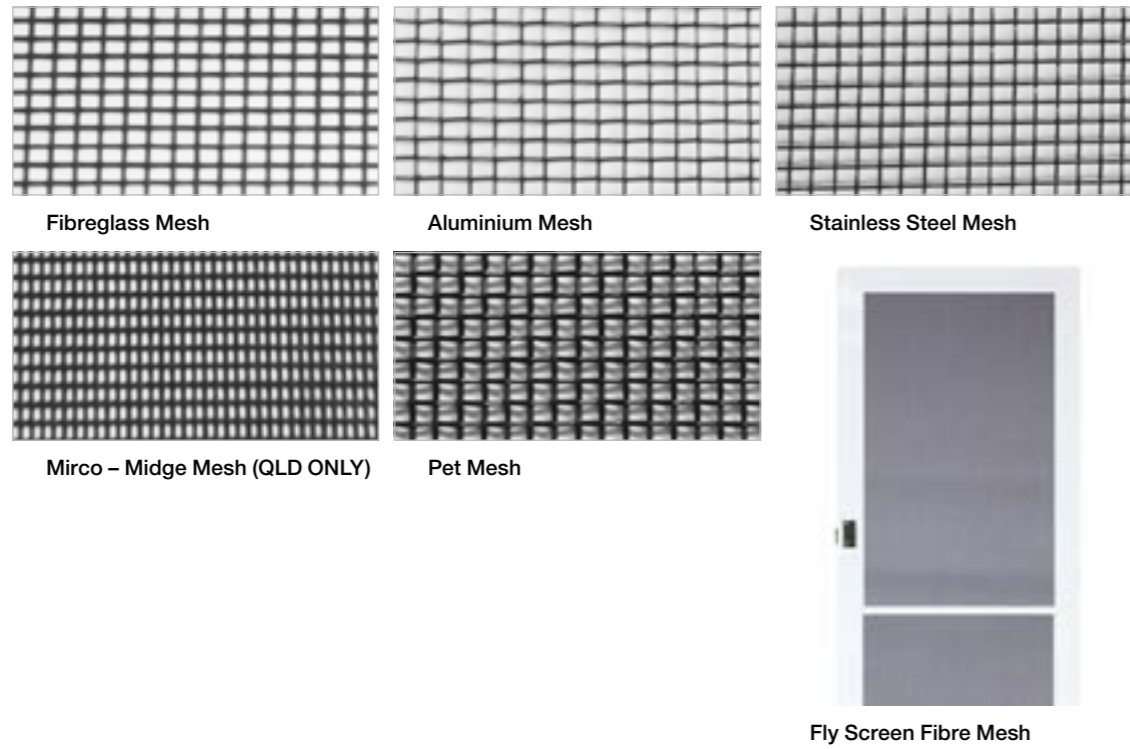 Fibreglass Mesh
Aluminium Mesh
Stainless Steel Mesh
Mirco – Midge Mesh (QLD ONLY)
Pet Mesh
Fly Screen Fibre Mesh